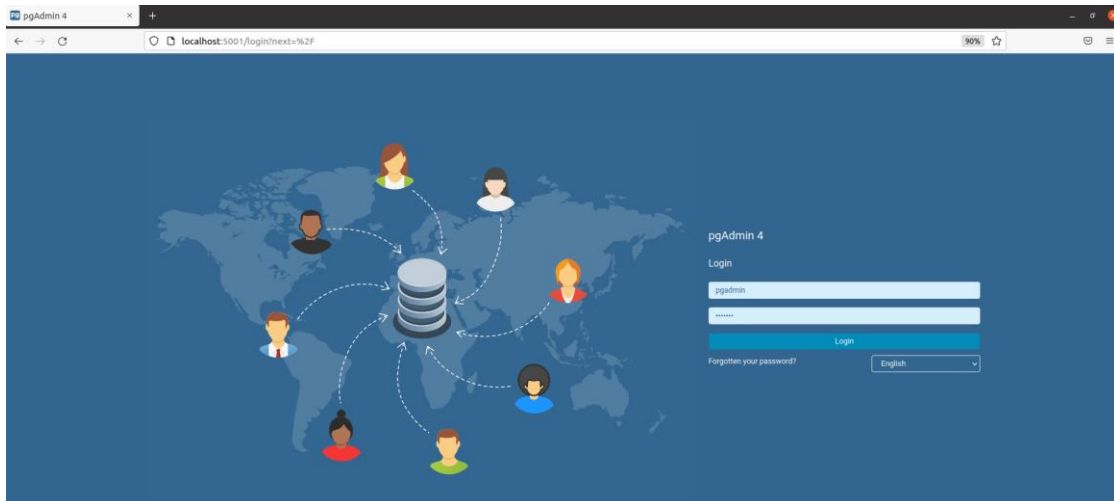 pgAdmin 4
localhost:5001/login?next=%2F
90%
pgAdmin 4
Login
pgadmin
•••••••
Login
Forgotten your password?
English